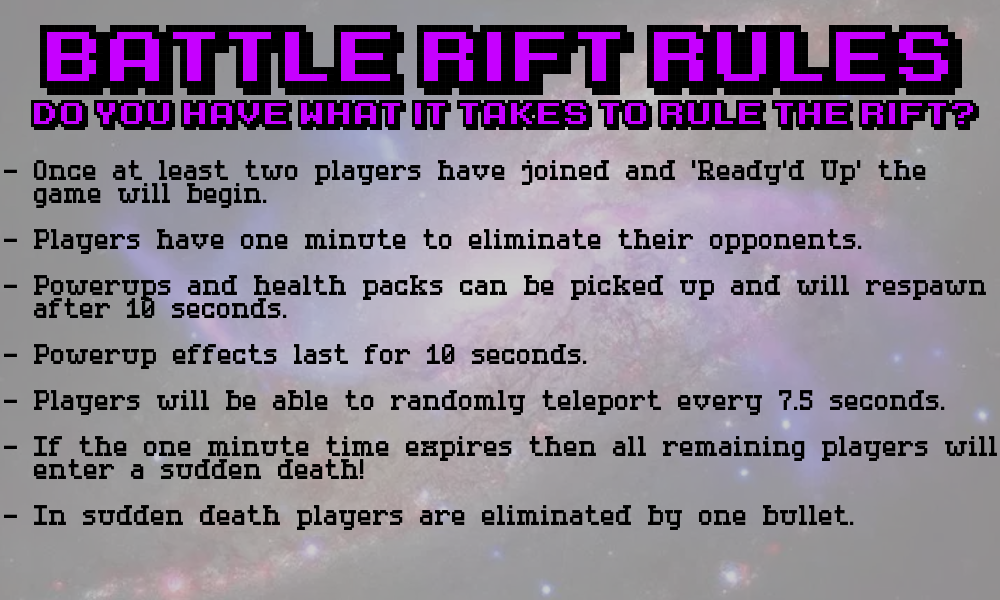 BATTLE RIFT RULES
DO YOU HAVE WHAT IT TAKES TO RULE THE RIFT?
- Once at least two players have joined and 'Ready'd Up' the
game will begin.
- Players have one minute to eliminate their opponents.
- Powerups and health packs can be picked up and will respawn
after 10 seconds.
- Powerup effects last for 10 seconds.
- Players will be able to randomly teleport every 7.5 seconds.
- If the one minute time expires then all remaining players will
enter a sudden death!
- In sudden death players are eliminated by one bullet.